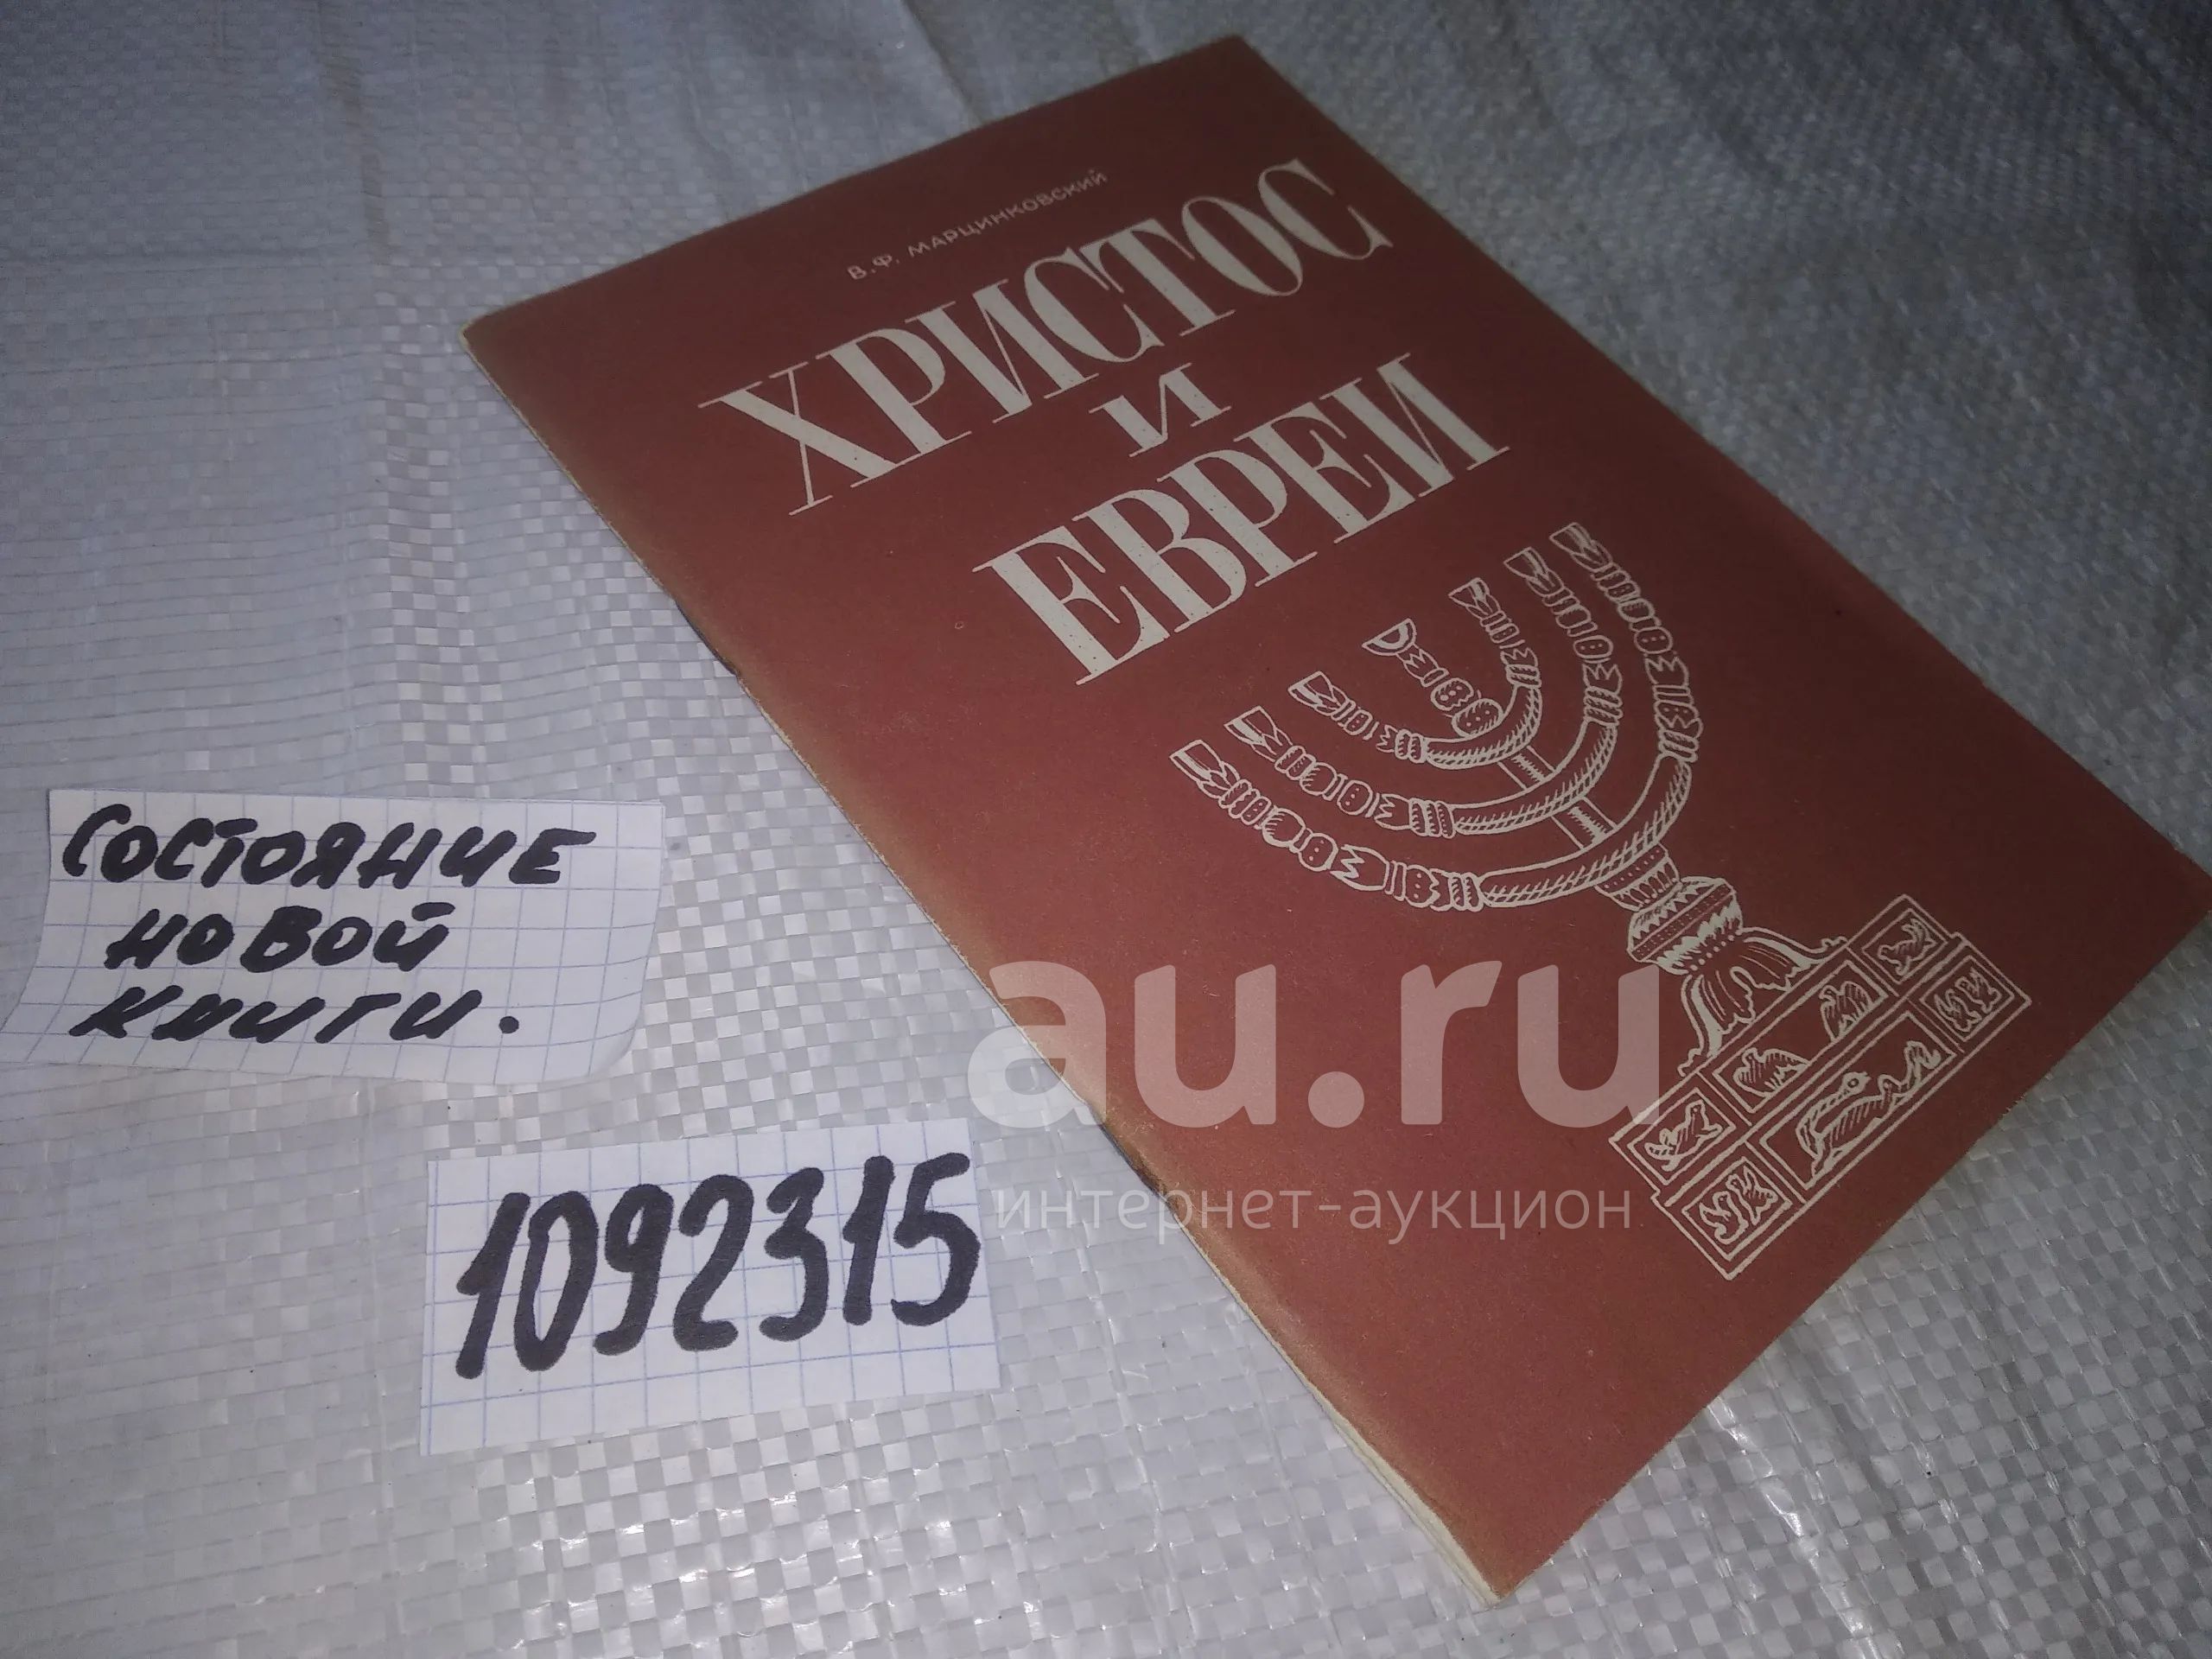 В.Ф. МАРЦИНКОВСКИЙ
ХРИСТОС
И
ЕВРЕИ
СОСТОЯНИЕ
НОВОЙ
КНИГИ.
1092315
au.ru
интернет-аукцион